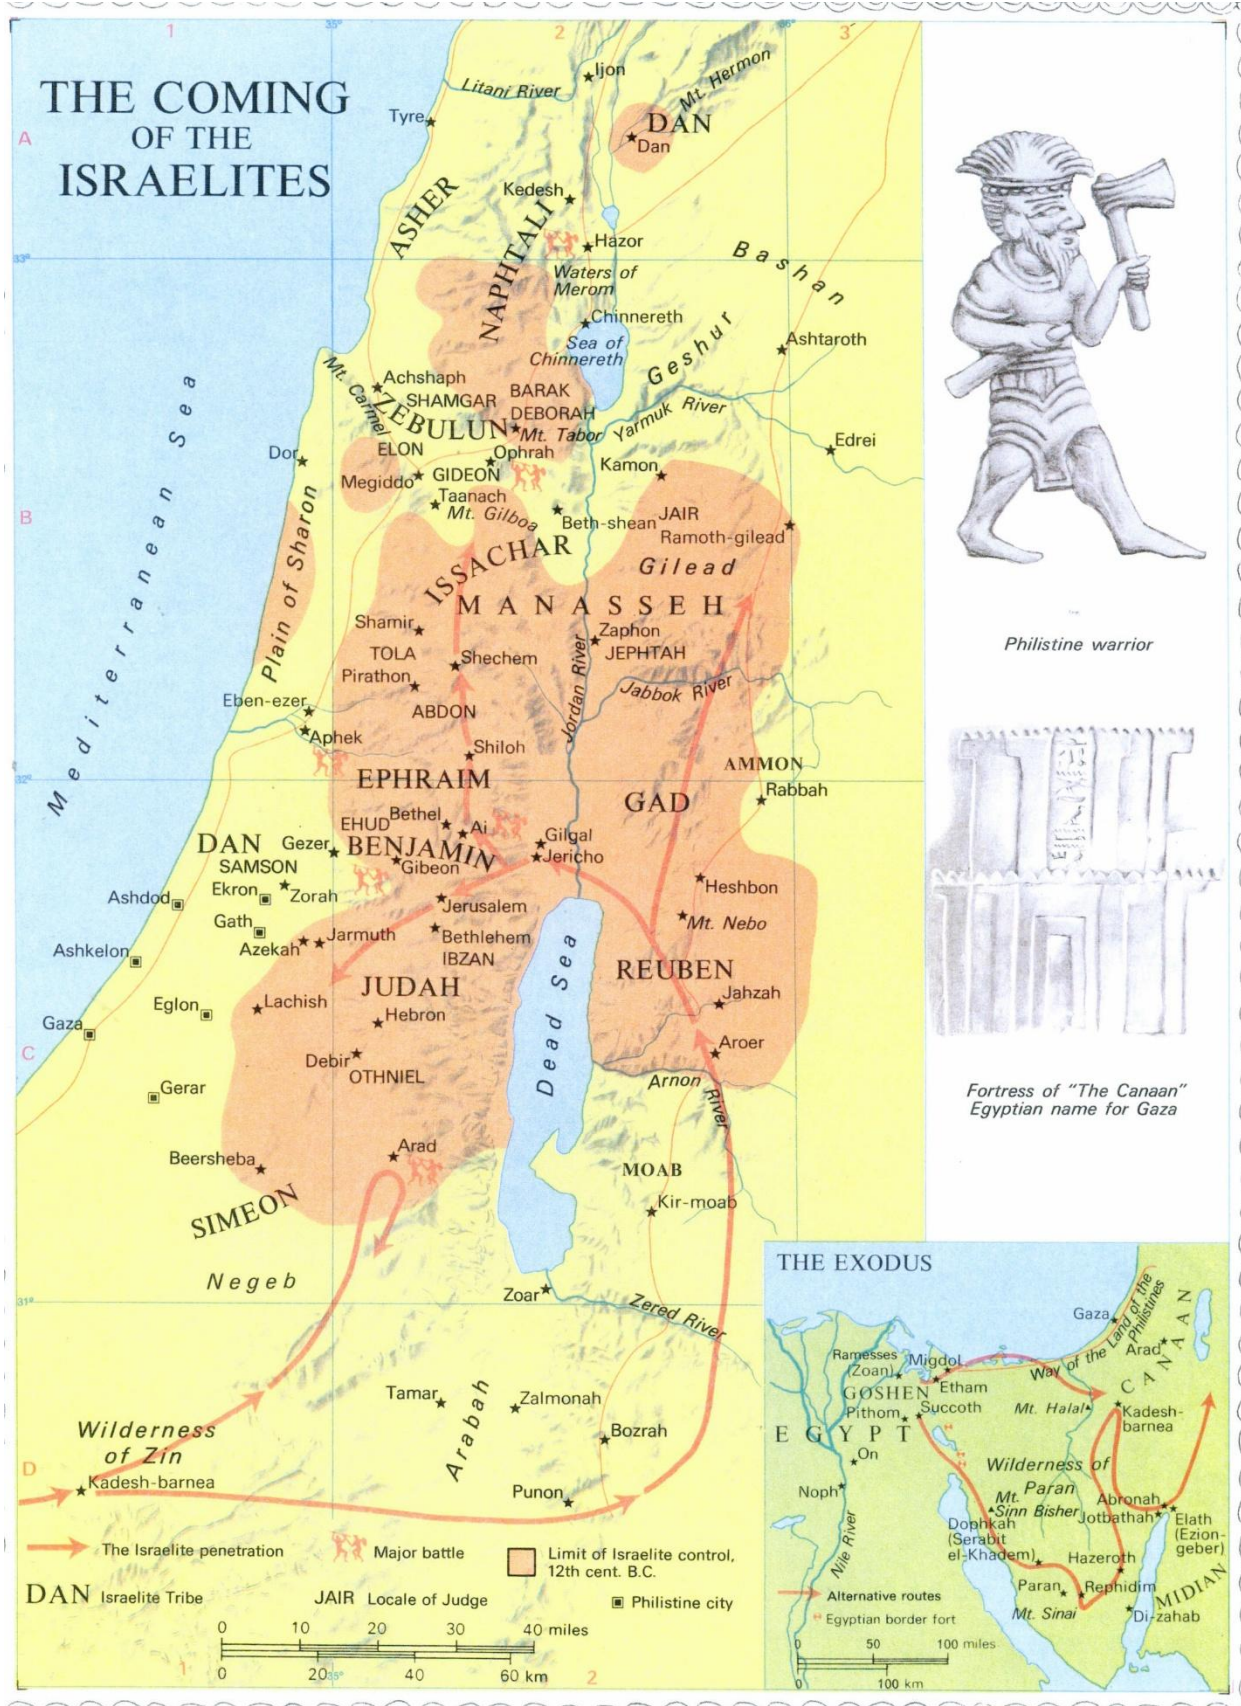 1
35°
2
36°
3
THE COMING
OF THE
ISRAELITES
A
B
C
D
33°
32°
31°
Ijon
Litani River
Mt. Hermon
Tyre
DAN
Dan
ASHER
Kedesh
NAPHTALI
Hazor
Waters of
Merom
Bashan
Chinnereth
Sea of
Chinnereth
Geshur
Ashtaroth
Mt. Carmel
Achshaph
SHAMGAR
BARAK
ZEBULUN
DEBORAH
Mt. Tabor
Yarmuk River
Edrei
Dor
ELON
Ophrah
Kamon
Megiddo
GIDEON
Taanach
Mt. Gilboa
Beth-shean
JAIR
Ramoth-gilead
ISSACHAR
Gilead
MANASSEH
Mediterranean Sea
Plain of Sharon
Shamir
Zaphon
TOLA
JEPHTAH
Shechem
Pirathon
Jordan River
Jabbok River
Eben-ezer
ABDON
Aphek
Shiloh
AMMON
EPHRAIM
Rabbah
GAD
Bethel
EHUD
Ai
DAN
Gezer
BENJAMIN
Gilgal
Jericho
SAMSON
Gibeon
Ekron
Zorah
Heshbon
Ashdod
Jerusalem
Gath
Mt. Nebo
Azekah
Jarmuth
Bethlehem
IBZAN
Ashkelon
Dead Sea
REUBEN
JUDAH
Jahzah
Eglon
Lachish
Hebron
Gaza
Aroer
Debir
OTHNIEL
Arnon River
Gerar
Arad
Beersheba
MOAB
SIMEON
Kir-moab
Negeb
Zoar
Zered River
Tamar
Arabah
Zalmonah
Wilderness
of Zin
Bozrah
Kadesh-barnea
Punon
The Israelite penetration
Major battle
Limit of Israelite control,
12th cent. B.C.
DAN Israelite Tribe
JAIR Locale of Judge
Philistine city
0 10 20 30 40 miles
0 20 40 60 km
1
35°
2
Philistine warrior
Fortress of "The Canaan"
Egyptian name for Gaza
THE EXODUS
Gaza
Way of the Land of the
Philistines
Arad
CANAAN
Ramesses
(Zoan)
Migdol
GOSHEN
Etham
Pithom
Succoth
Mt. Halal
Kadesh-
barnea
EGYPT
On
Wilderness of
Paran
Noph
Mt.
Sinn Bisher
Abronah
Jotbathah
Elath
(Ezion-
geber)
Dophkah
(Serabit
el-Khadem)
Nile River
Hazeroth
Paran
Rephidim
MIDIAN
Mt. Sinai
Di-zahab
Alternative routes
Egyptian border fort
0 50 100 miles
0 100 km